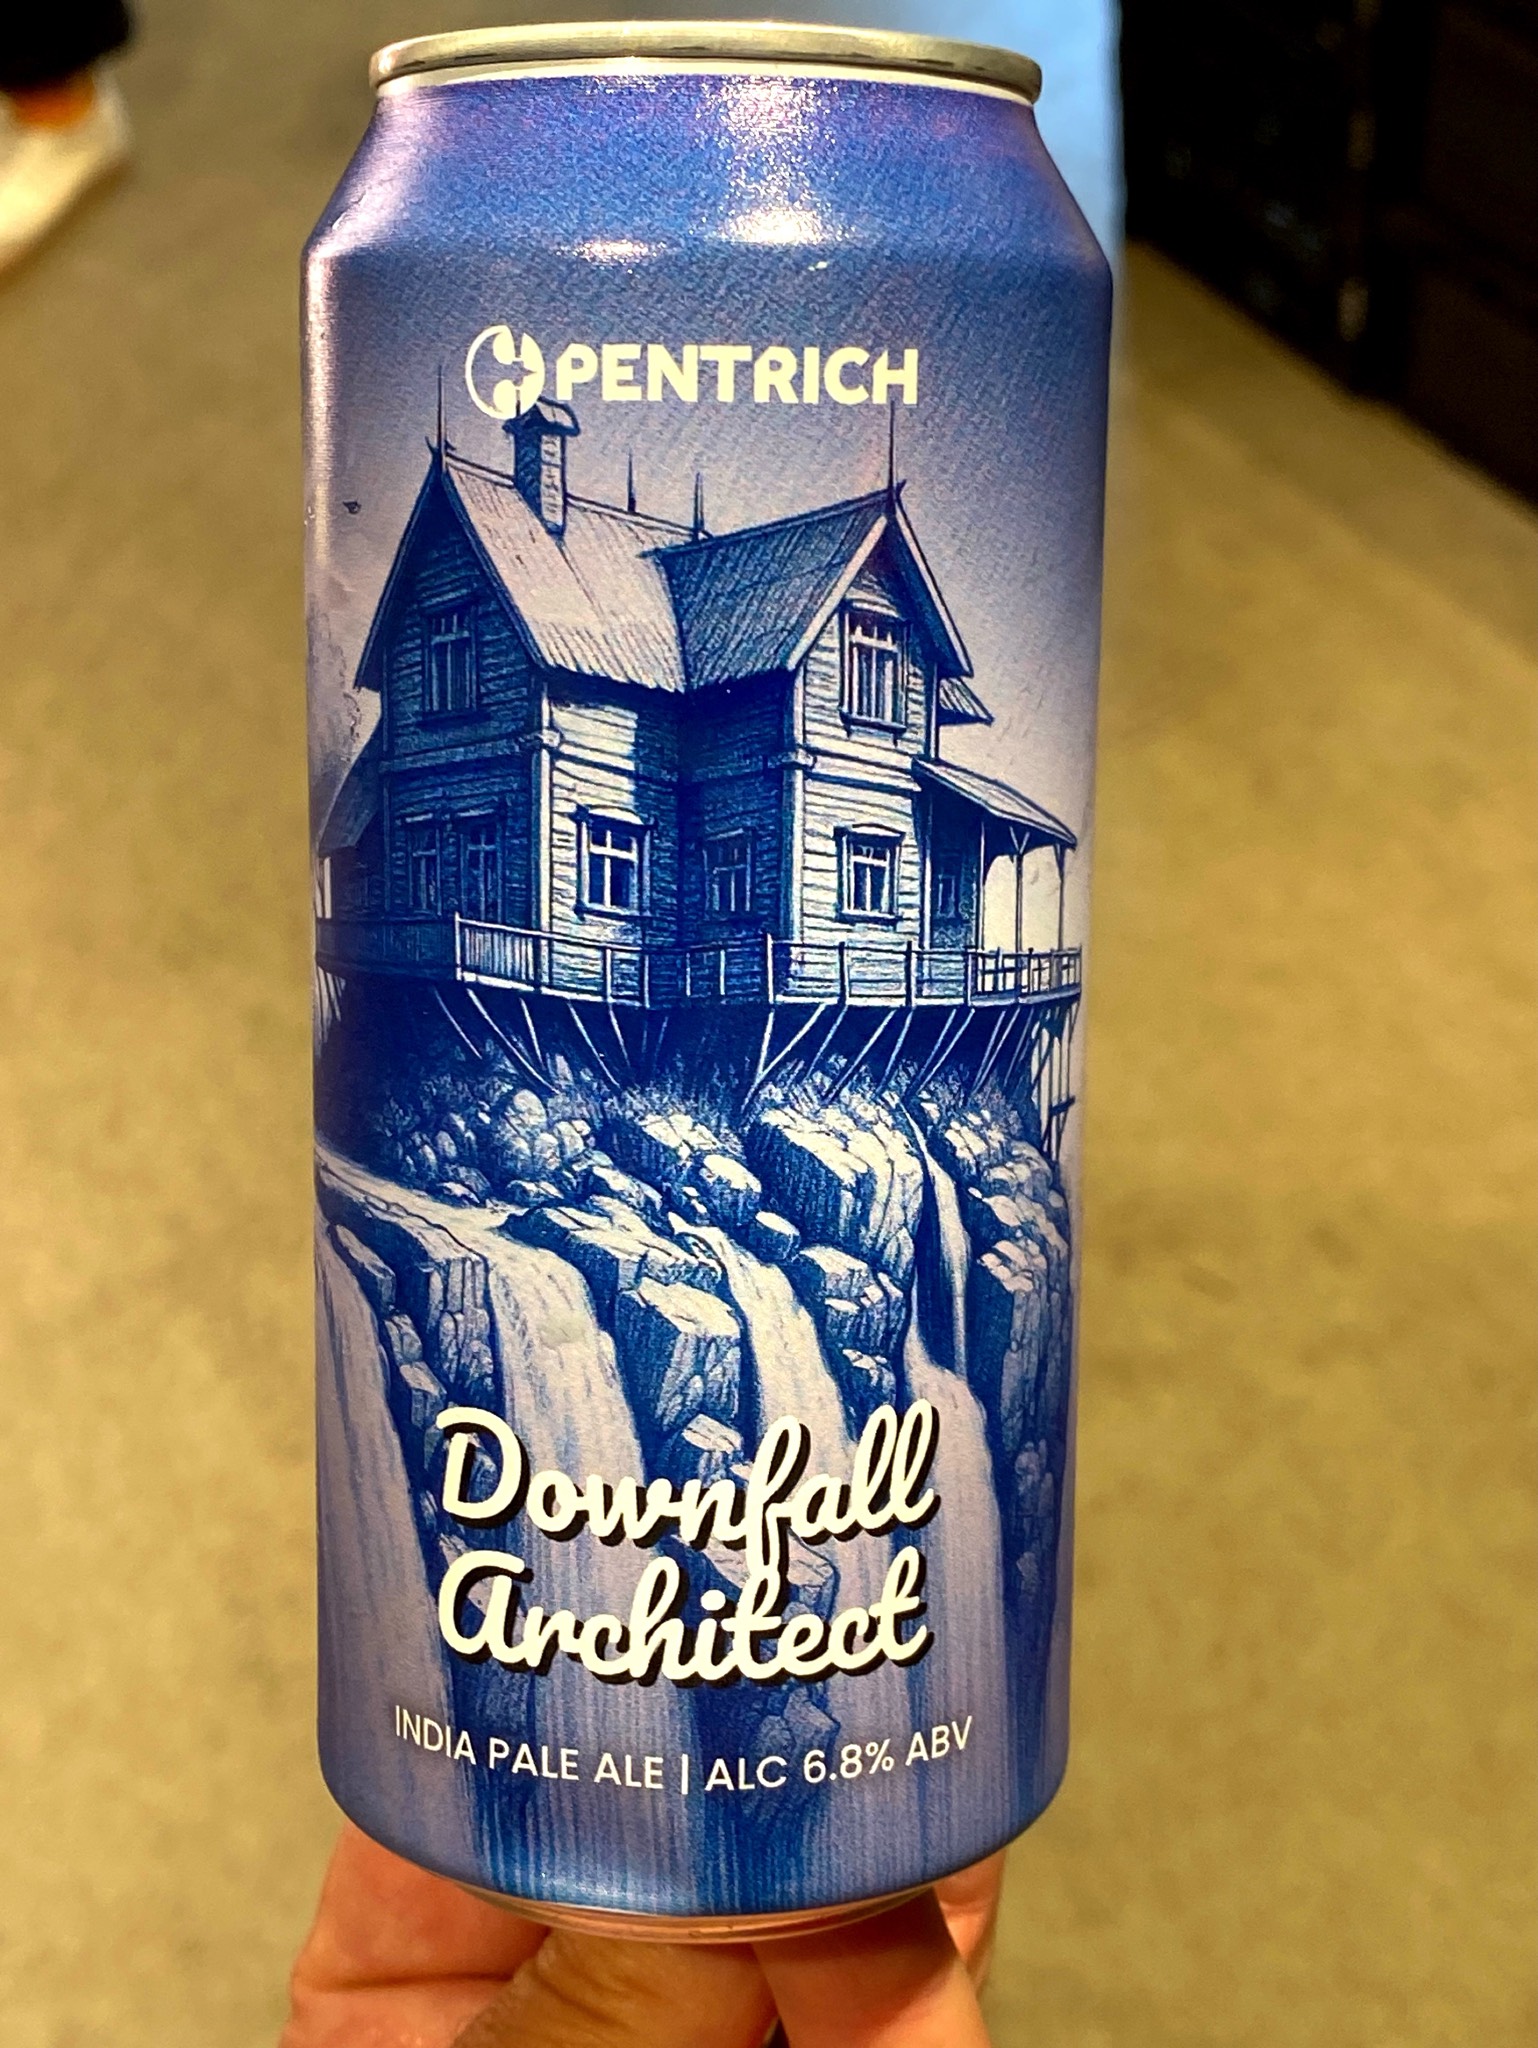 PENTRICH
Downfall
Architect
INDIA PALE ALE | ALC 6.8% ABV